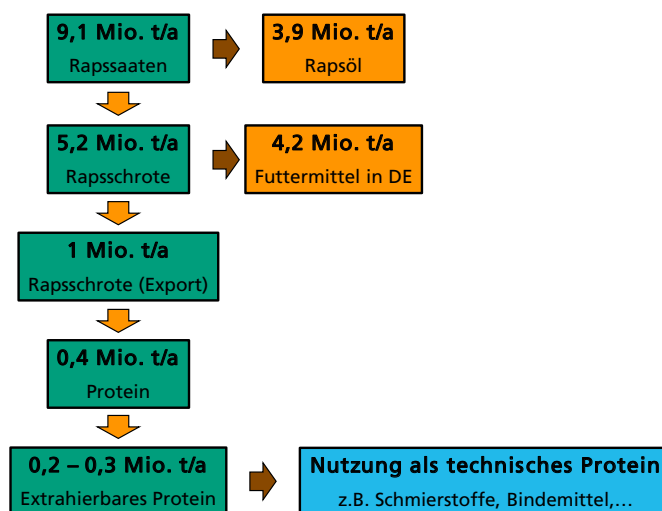 9,1 Mio. t/a
Rapssaaten
3,9 Mio. t/a
Rapsöl
5,2 Mio. t/a
Rapsschrote
4,2 Mio. t/a
Futtermittel in DE
1 Mio. t/a
Rapsschrote (Export)
0,4 Mio. t/a
Protein
0,2 – 0,3 Mio. t/a
Extrahierbares Protein
Nutzung als technisches Protein
z.B. Schmierstoffe, Bindemittel,...